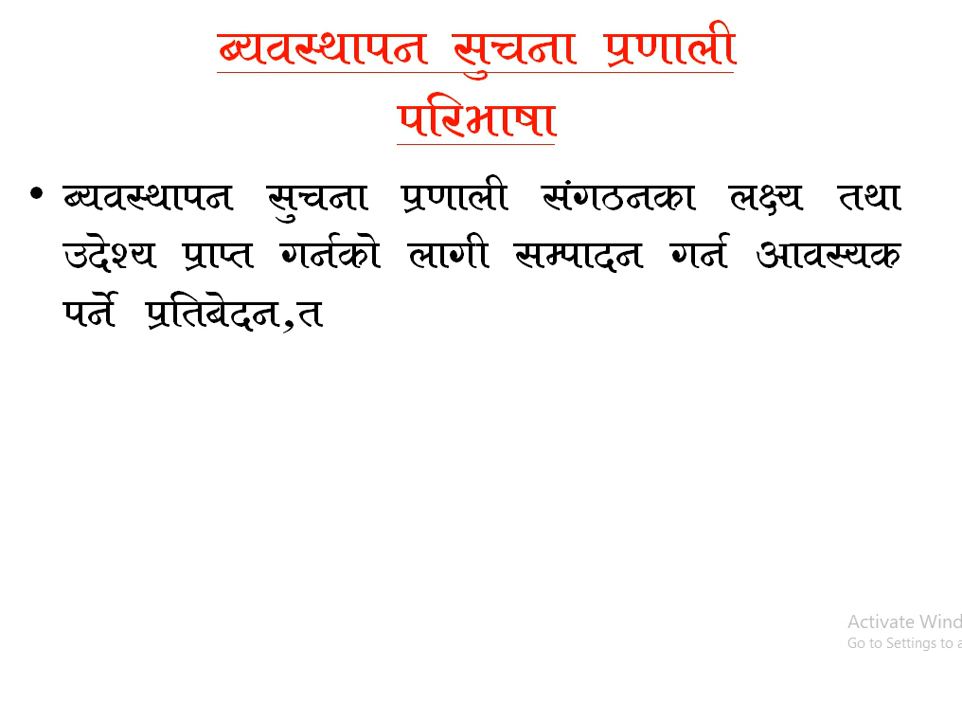 ब्यवस्थापन सुचना प्रणाली
परिभाषा
• ब्यवस्थापन सुचना प्रणाली संगठनका लक्ष्य तथा
उदेश्य प्राप्त गर्नको लागी सम्पादन गर्न आवस्यक
पर्ने प्रतिबेदन,त
Activate Wind
Go to Settings to a